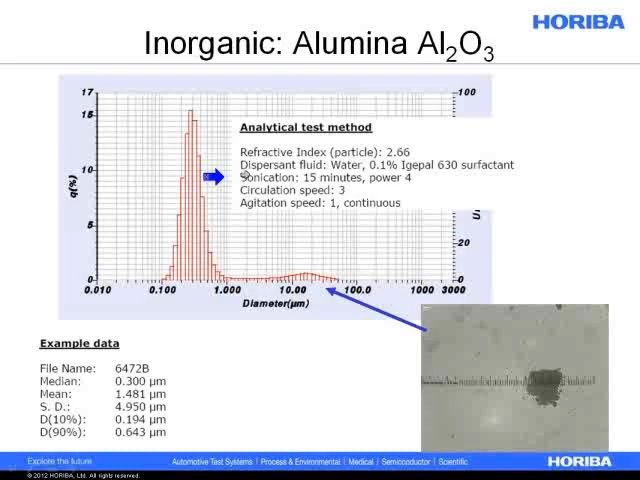 HORIBA
Inorganic: Alumina Al2O3
17
15
10
5
0
q(%)
100
20
0
0.010 0.100 1.000 10.00 100.0 1000 3000
Diameter(µm)
Analytical test method
Refractive Index (particle): 2.66
Dispersant fluid: Water, 0.1% Igepal 630 surfactant
Sonication: 15 minutes, power 4
Circulation speed: 3
Agitation speed: 1, continuous
Example data
File Name: 6472B
Median: 0.300 µm
Mean: 1.481 µm
S. D.: 4.950 µm
D(10%): 0.194 µm
D(90%): 0.643 µm
Explore the future
Automotive Test Systems | Process & Environmental | Medical | Semiconductor | Scientific
HORIBA
© 2012 HORIBA, Ltd. All rights reserved.